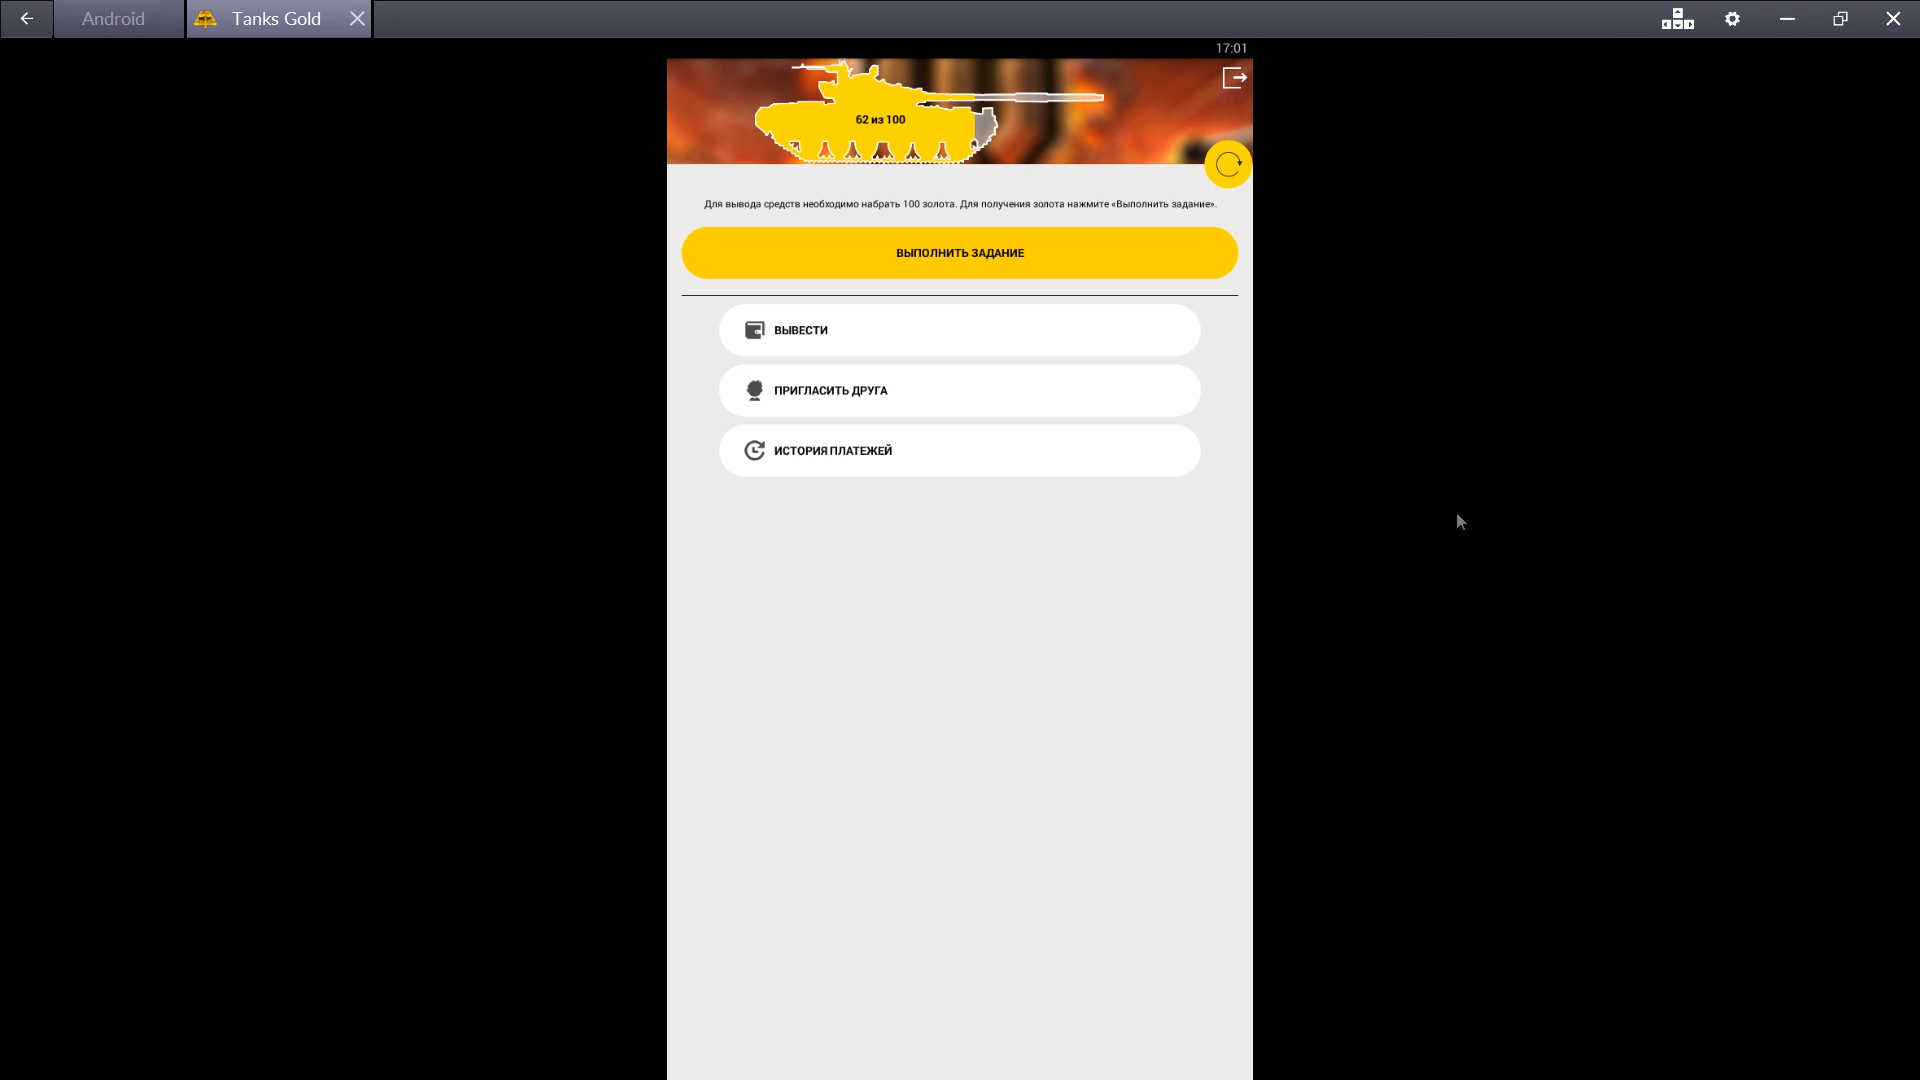 Android
Tanks Gold
17:01
62 из 100
Для вывода средств необходимо набрать 100 золота. Для получения золота нажмите «Выполнить задание».
ВЫПОЛНИТЬ ЗАДАНИЕ
ВЫВЕСТИ
ПРИГЛАСИТЬ ДРУГА
ИСТОРИЯ ПЛАТЕЖЕЙ